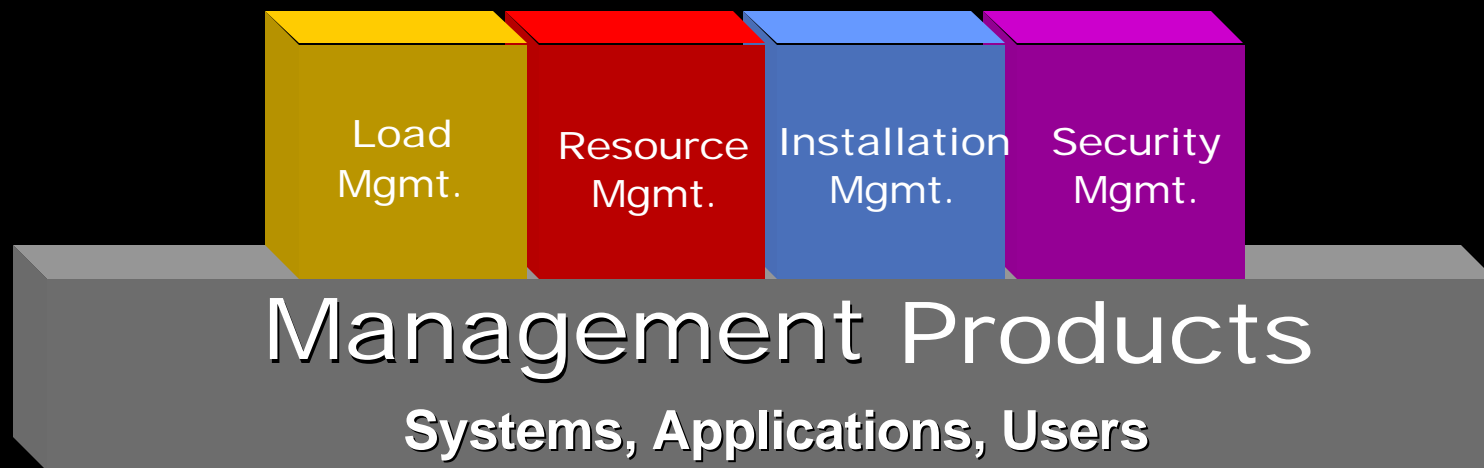 Load
Mgmt.
Resource
Mgmt.
Installation
Mgmt.
Security
Mgmt.
Management Products
Systems, Applications, Users